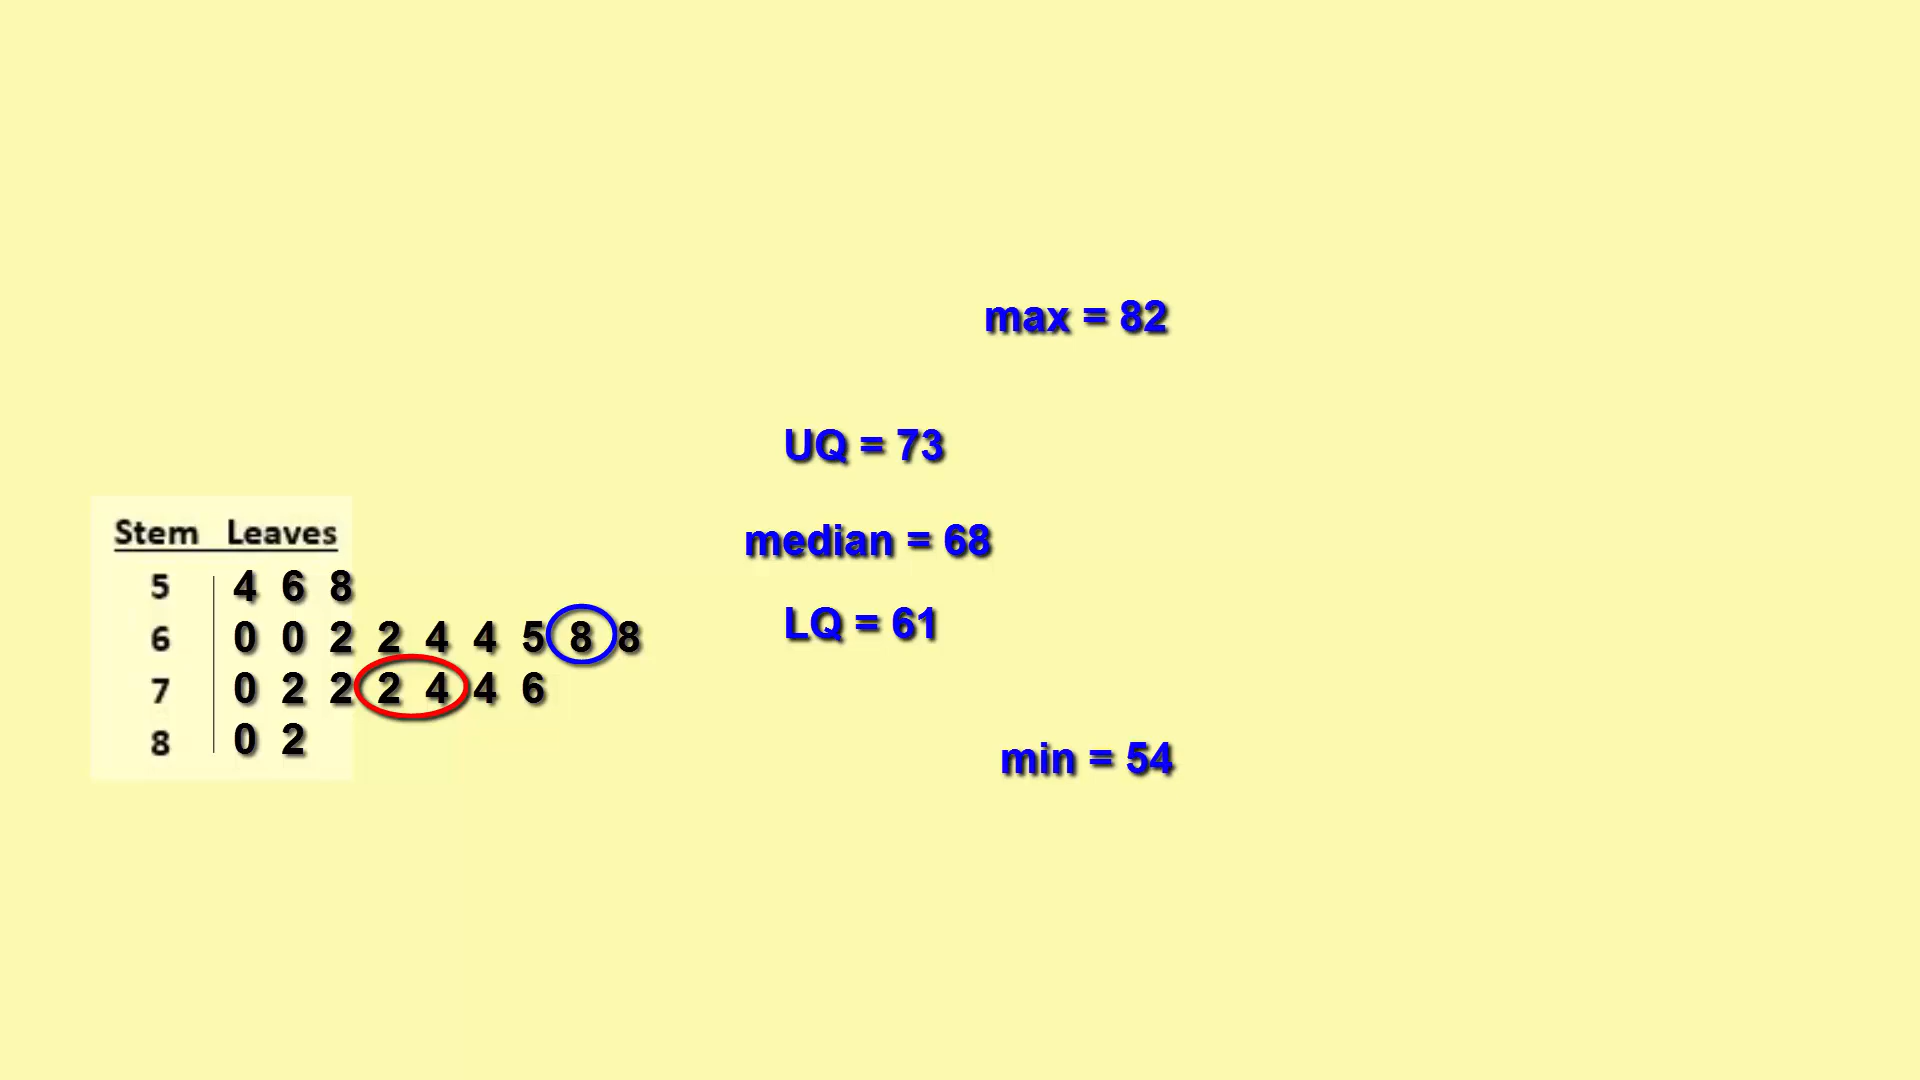 max = 82
UQ = 73
median = 68
LQ = 61
min = 54
Stem Leaves
5 4 6 8
6 0 0 2 2 4 4 5 8 8
7 0 2 2 2 4 4 6
8 0 2